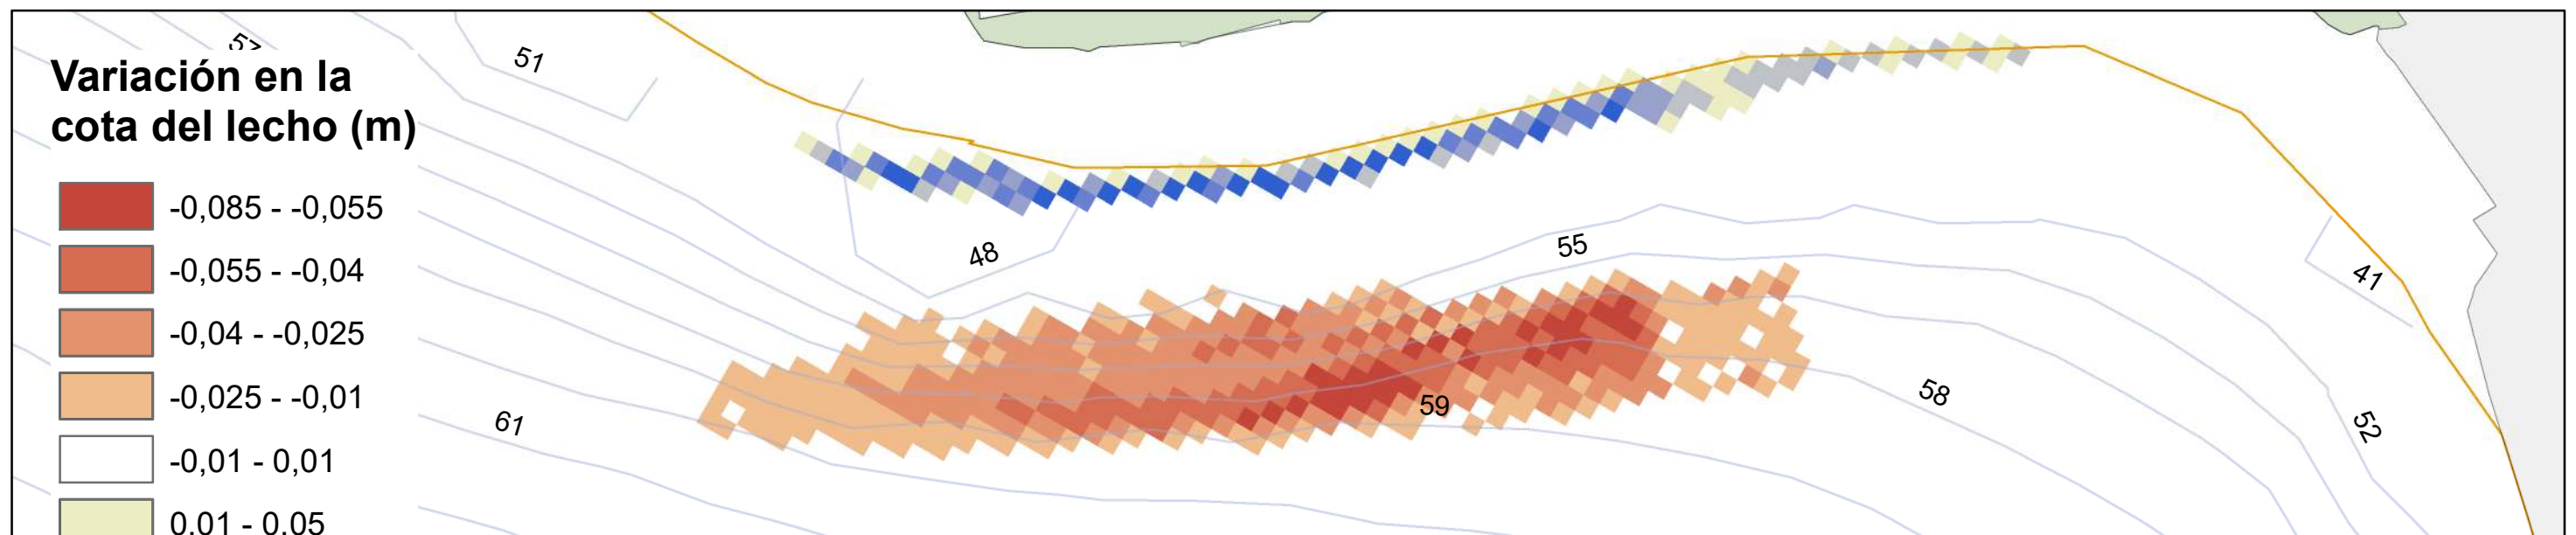 51
Variación en la
cota del lecho (m)
-0,085 - -0,055
-0,055 - -0,04
-0,04 - -0,025
-0,025 - -0,01
-0,01 - 0,01
0,01 - 0,05
48
55
41
59
58
61
52